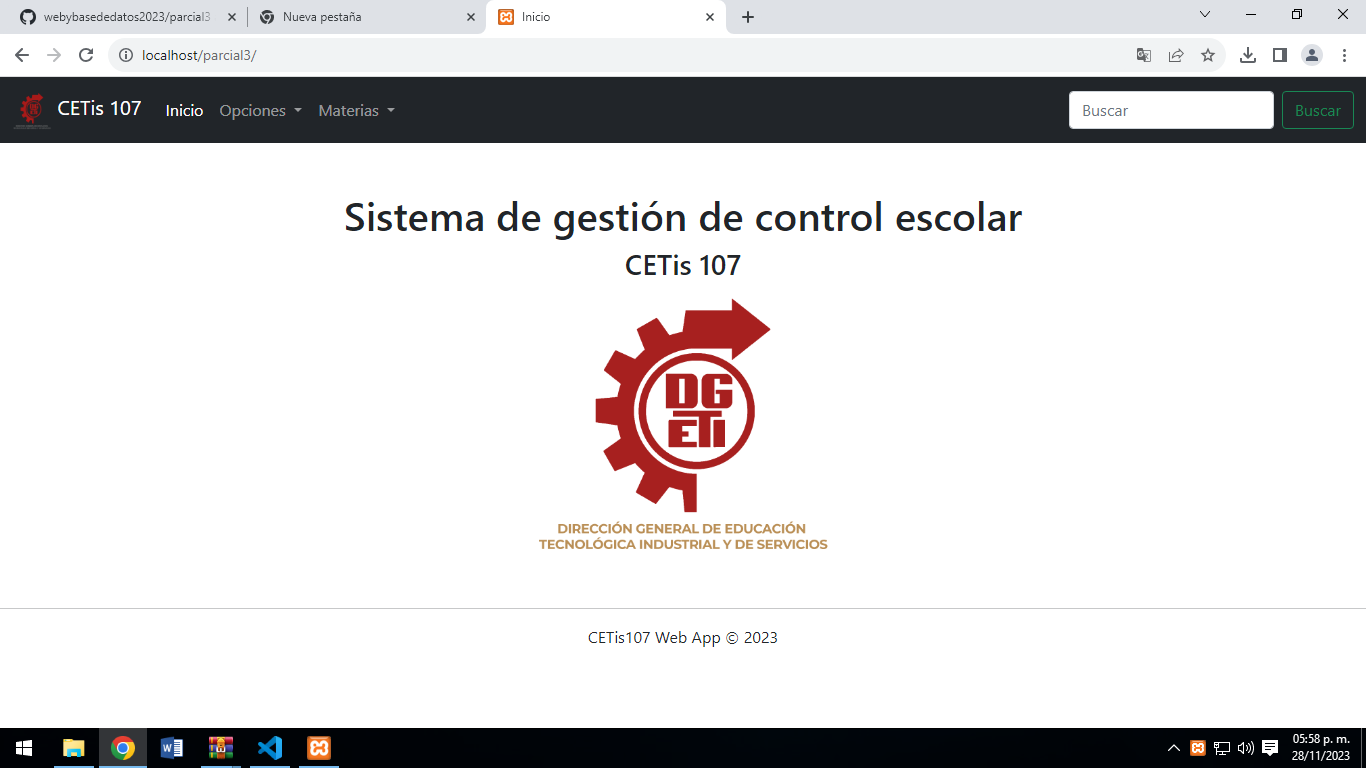 webybasededatos2023/parcial3
Nueva pestaña
Inicio
localhost/parcial3/
CETis 107
Inicio
Opciones
Materias
Buscar
Buscar
Sistema de gestión de control escolar
CETis 107
DG
ETI
DIRECCIÓN GENERAL DE EDUCACIÓN
TECNOLÓGICA INDUSTRIAL Y DE SERVICIOS
CETis107 Web App © 2023
05:58 p. m.
28/11/2023